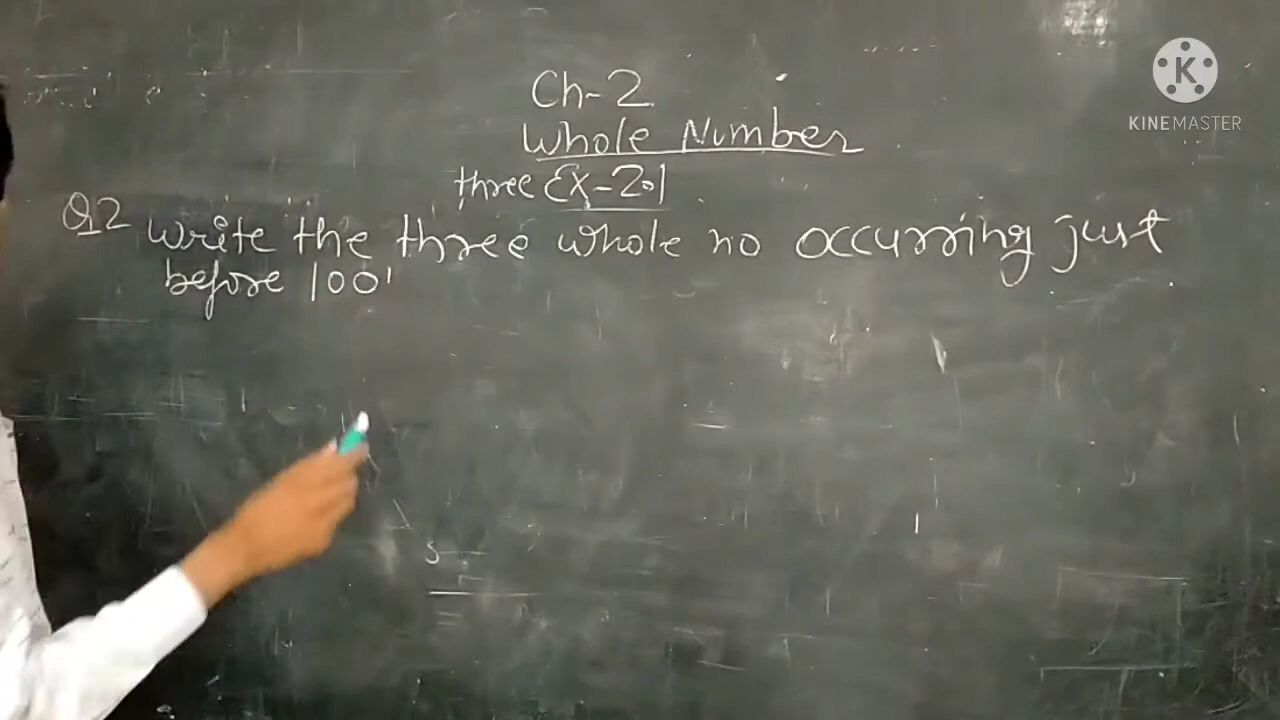 Ch-2
Whole Number
three Ex-2.1
Q2 Write the three whole no occurring just
before 1001
KINEMASTER